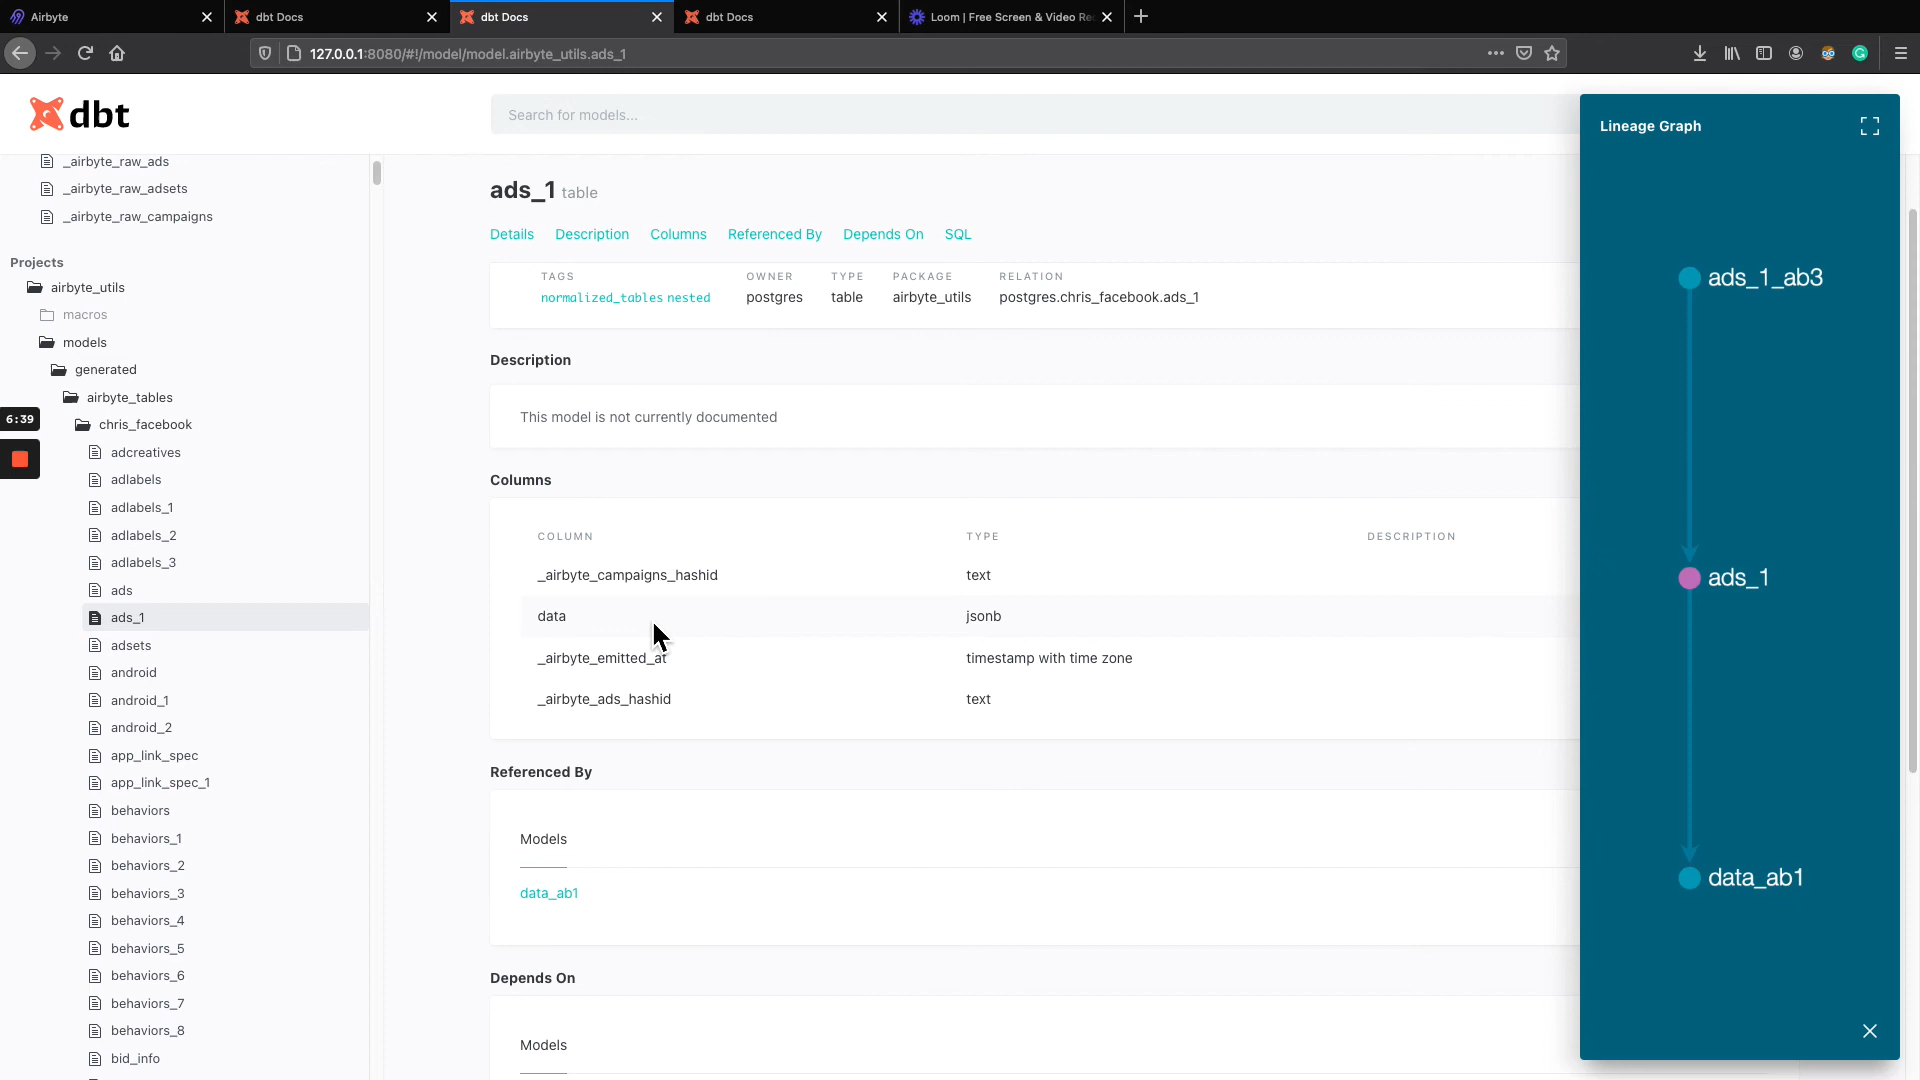 Airbyte
dbt Docs
dbt Docs
dbt Docs
Loom | Free Screen & Video Re
127.0.0.1:8080/#!/model/model.airbyte_utils.ads_1
dbt
Search for models...
_airbyte_raw_ads
_airbyte_raw_adsets
_airbyte_raw_campaigns
Projects
airbyte_utils
macros
models
generated
airbyte_tables
chris_facebook
adcreatives
adlabels
adlabels_1
adlabels_2
adlabels_3
ads
ads_1
adsets
android
android_1
android_2
app_link_spec
app_link_spec_1
behaviors
behaviors_1
behaviors_2
behaviors_3
behaviors_4
behaviors_5
behaviors_6
behaviors_7
behaviors_8
bid_info
6:39
ads_1 table
Details Description Columns Referenced By Depends On SQL
TAGS OWNER TYPE PACKAGE RELATION
normalized_tables nested postgres table airbyte_utils postgres.chris_facebook.ads_1
Description
This model is not currently documented
Columns
COLUMN TYPE DESCRIPTION
_airbyte_campaigns_hashid text
data jsonb
_airbyte_emitted_at timestamp with time zone
_airbyte_ads_hashid text
Referenced By
Models
data_ab1
Depends On
Models
Lineage Graph
ads_1_ab3
ads_1
data_ab1